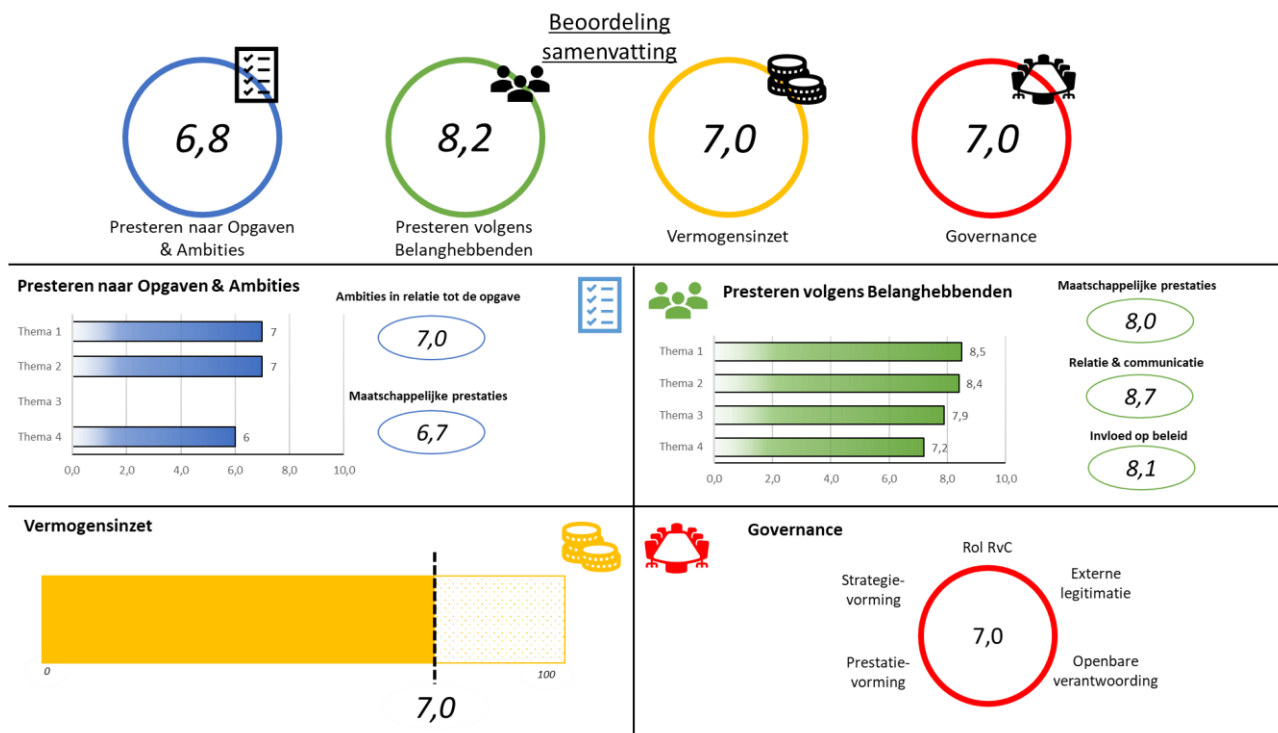 Beoordeling
samenvatting
6,8
8,2
7,0
7,0
Presteren naar Opgaven
& Ambities
Presteren volgens
Belanghebbenden
Vermogensinzet
Governance
Presteren naar Opgaven & Ambities
Thema 1
7
Thema 2
7
Thema 3
Thema 4
6
0,0 2,0 4,0 6,0 8,0 10,0
Ambities in relatie tot de opgave
7,0
Maatschappelijke prestaties
6,7
Presteren volgens Belanghebbenden
Thema 1
8,5
Thema 2
8,4
Thema 3
7,9
Thema 4
7,2
0,0 2,0 4,0 6,0 8,0 10,0
Maatschappelijke prestaties
8,0
Relatie & communicatie
8,7
Invloed op beleid
8,1
Vermogensinzet
0
100
7,0
Governance
Rol RvC
Strategie-
vorming
Externe
legitimatie
7,0
Prestatie-
vorming
Openbare
verantwoording